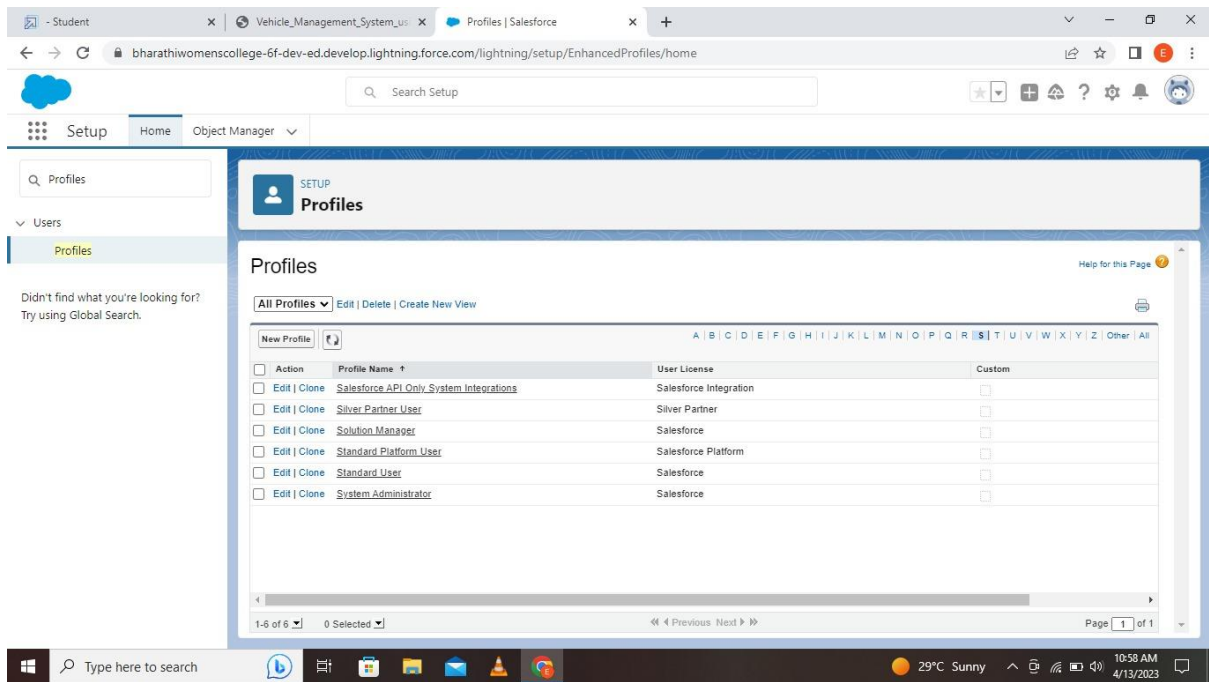 - Student
Vehicle_Management_System_us
Profiles | Salesforce
bharathiwomenscollege-6f-dev-ed.develop.lightning.force.com/lightning/setup/EnhancedProfiles/home
E
Search Setup
Setup Home Object Manager
Profiles
Users
Profiles
Didn't find what you're looking for?
Try using Global Search.
SETUP
Profiles
Profiles
Help for this Page ?
All Profiles Edit | Delete | Create New View
New Profile A | B | C | D | E | F | G | H | I | J | K | L | M | N | O | P | Q | R | S | T | U | V | W | X | Y | Z | Other | All
Action Profile Name User License Custom
Edit | Clone Salesforce API Only System Integrations Salesforce Integration
Edit | Clone Silver Partner User Silver Partner
Edit | Clone Solution Manager Salesforce
Edit | Clone Standard Platform User Salesforce Platform
Edit | Clone Standard User Salesforce
Edit | Clone System Administrator Salesforce
1-6 of 6 0 Selected Previous Next Page 1 of 1
Type here to search
29°C Sunny
10:58 AM
4/13/2023